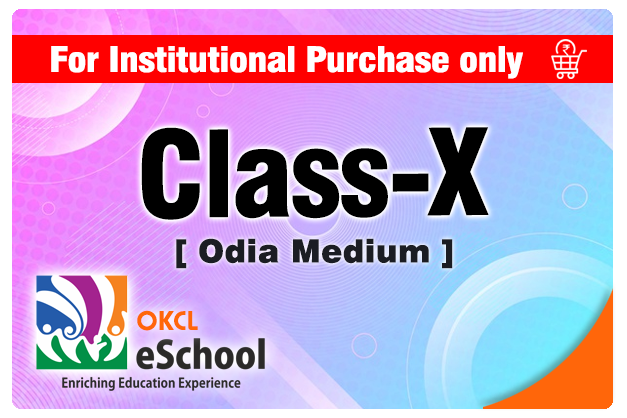 For Institutional Purchase only
Class-X
[ Odia Medium ]
OKCL
eSchool
Enriching Education Experience